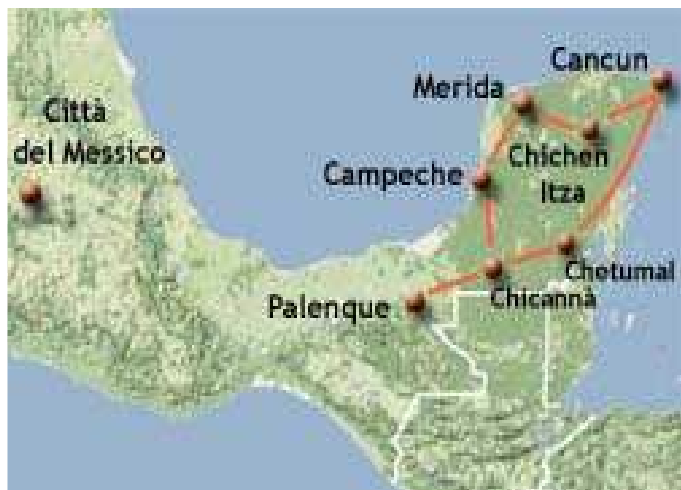 Cancun
Merida
Città
del Messico
Chichen
Itza
Campeche
Chetumal
Chicannà
Palenque